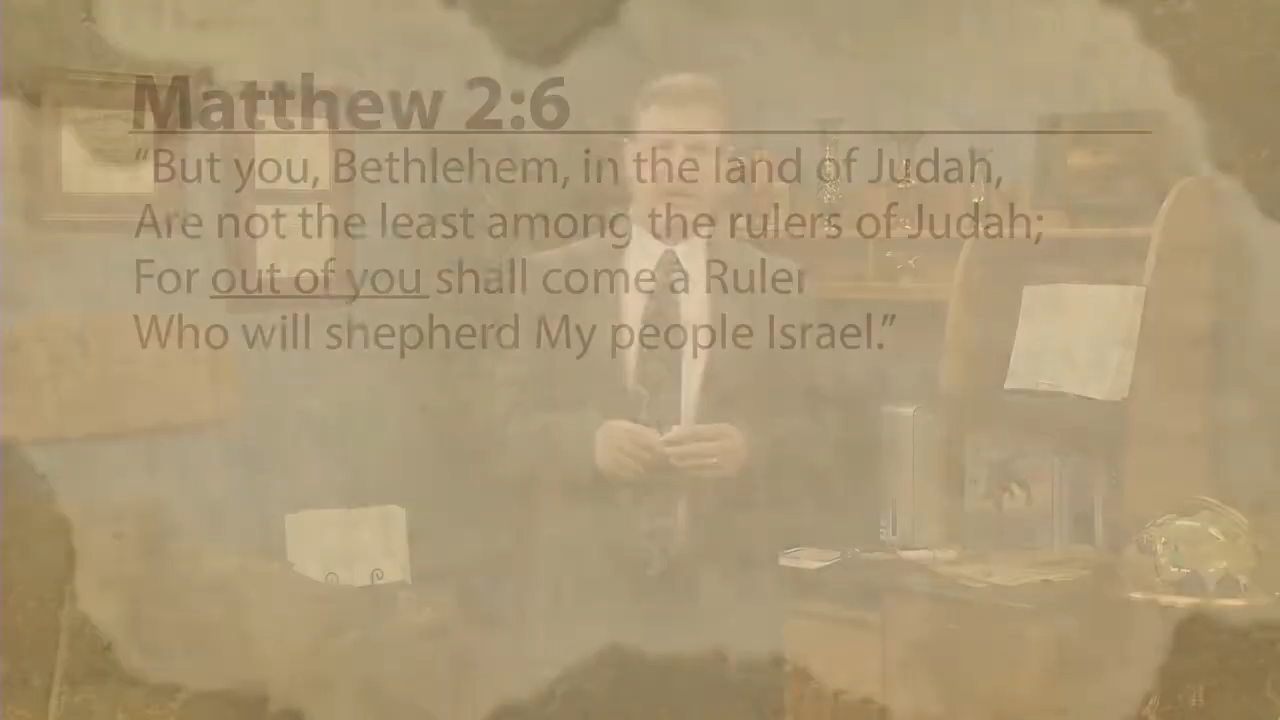 Matthew 2:6
“But you, Bethlehem, in the land of Judah,
Are not the least among the rulers of Judah;
For out of you shall come a Ruler
Who will shepherd My people Israel.”